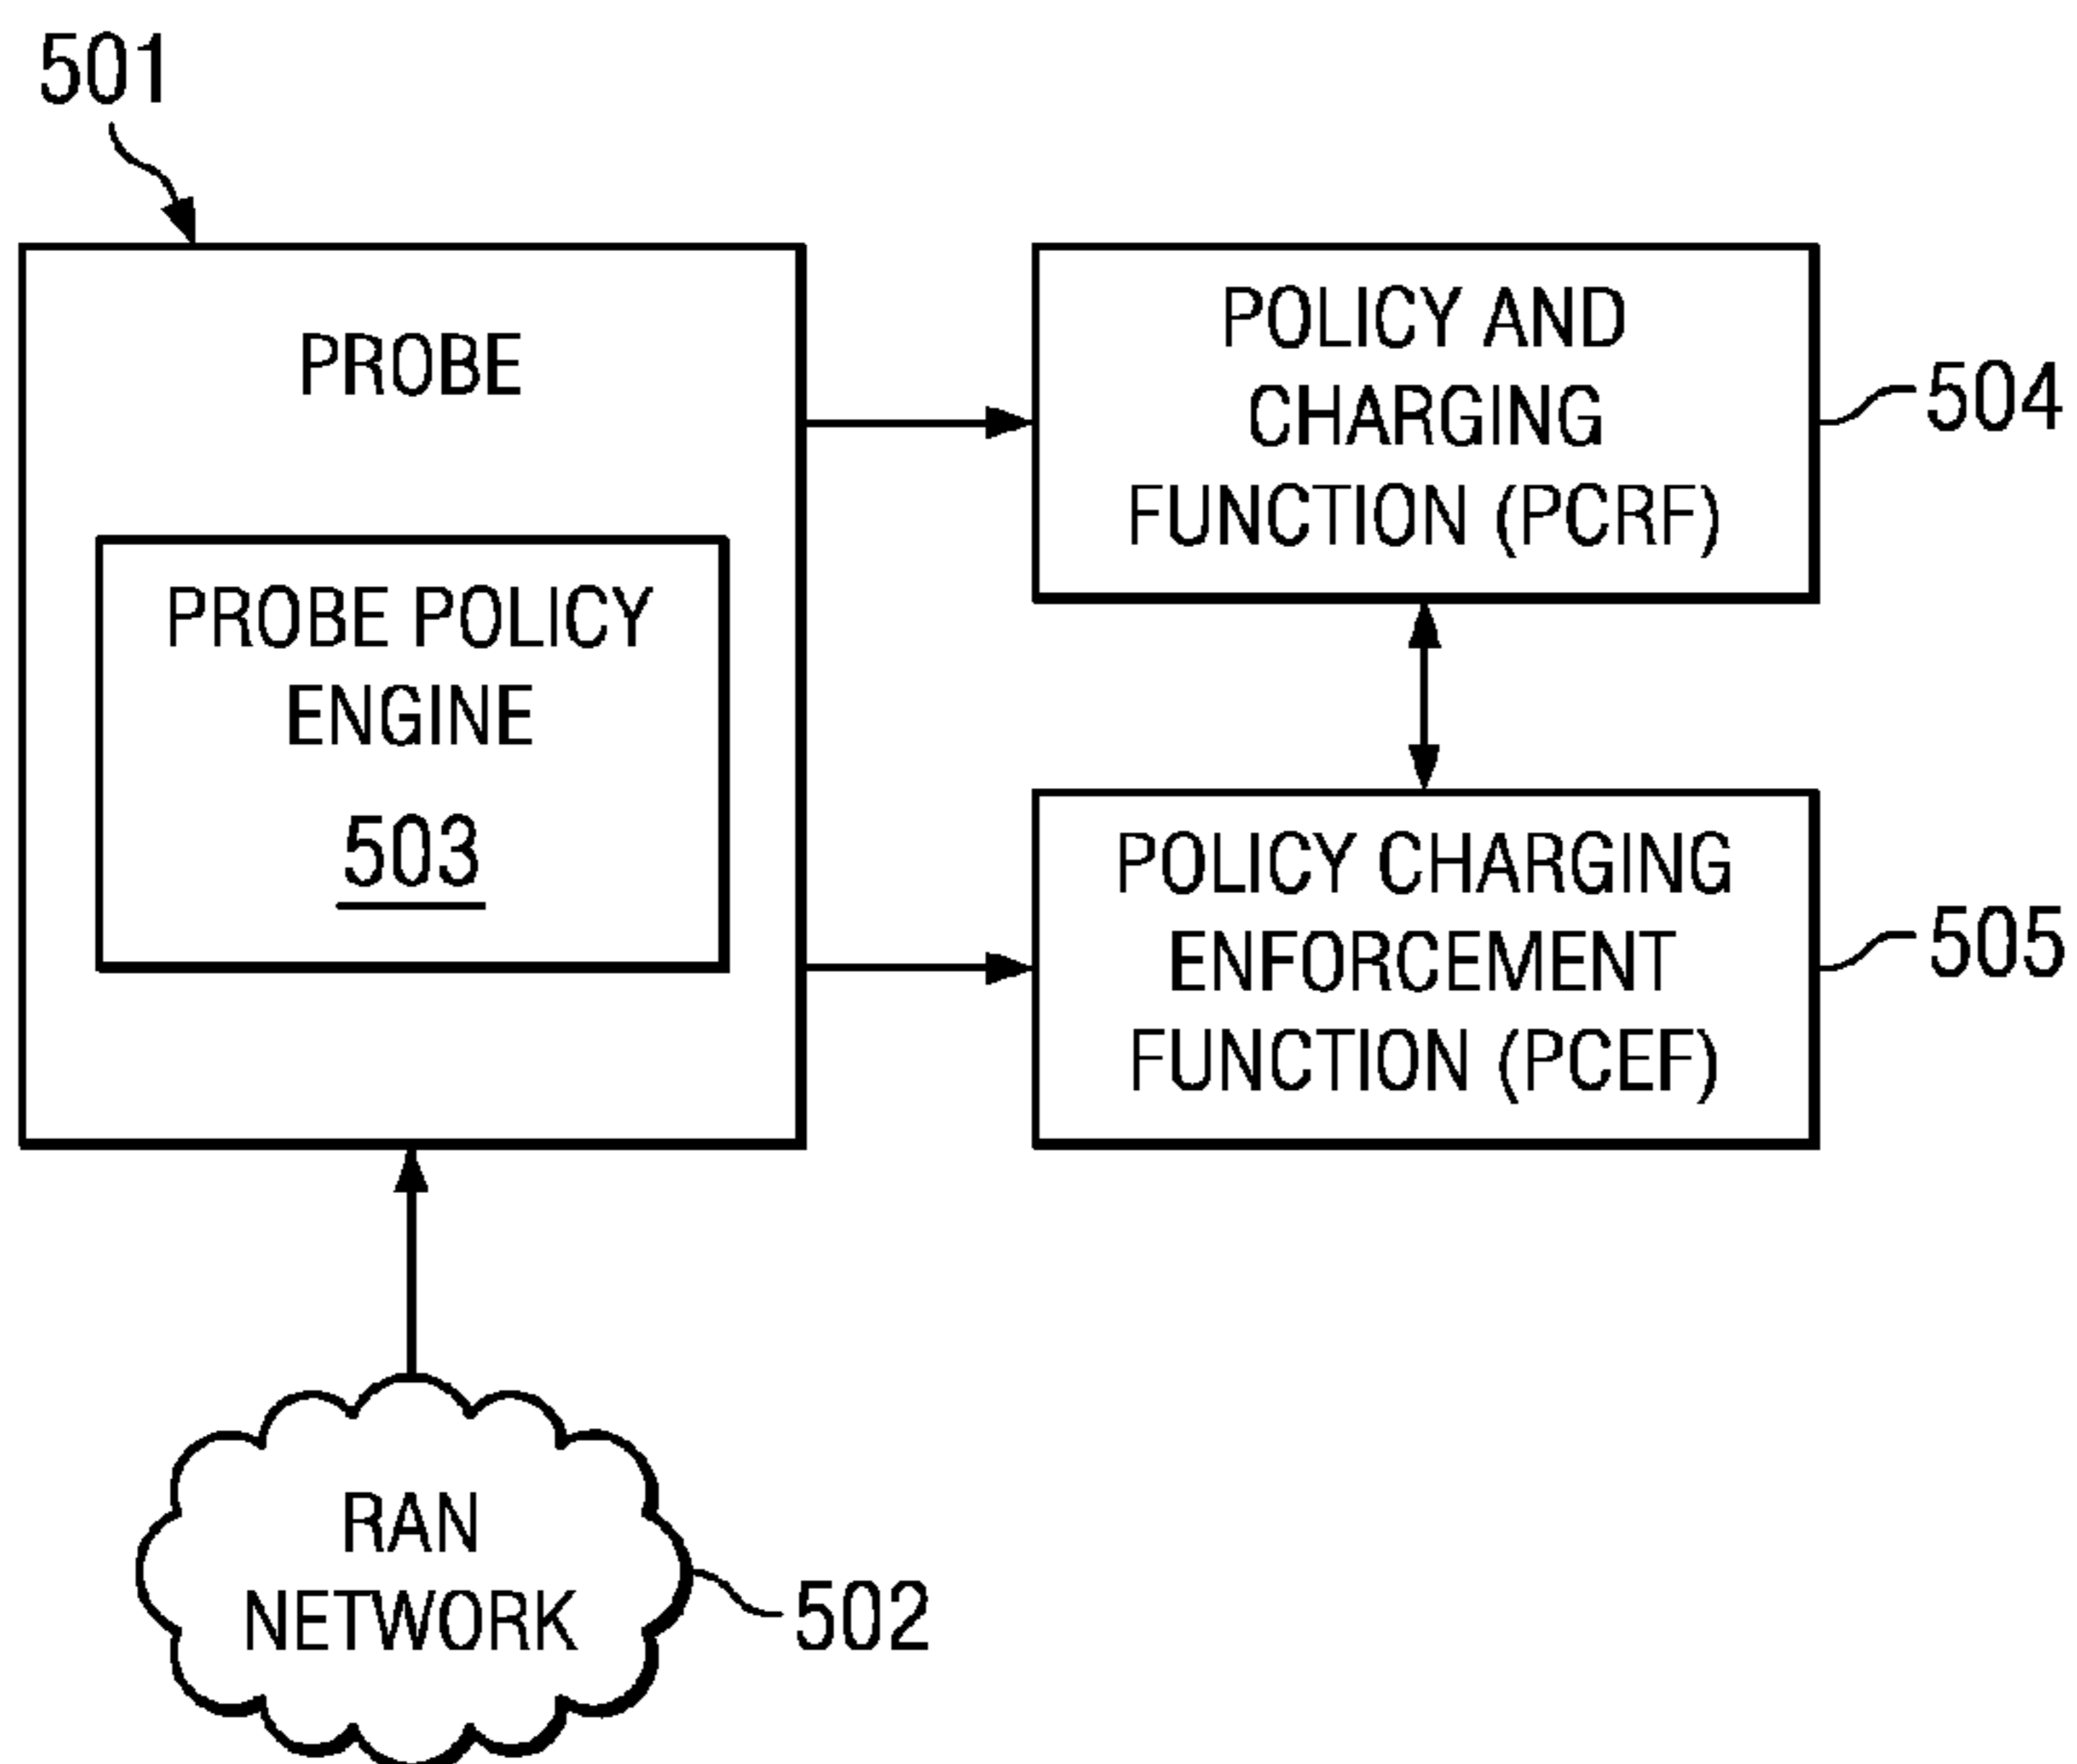 501
PROBE
PROBE POLICY
ENGINE
503
POLICY AND
CHARGING
FUNCTION (PCRF)
504
POLICY CHARGING
ENFORCEMENT
FUNCTION (PCEF)
505
RAN
NETWORK
502